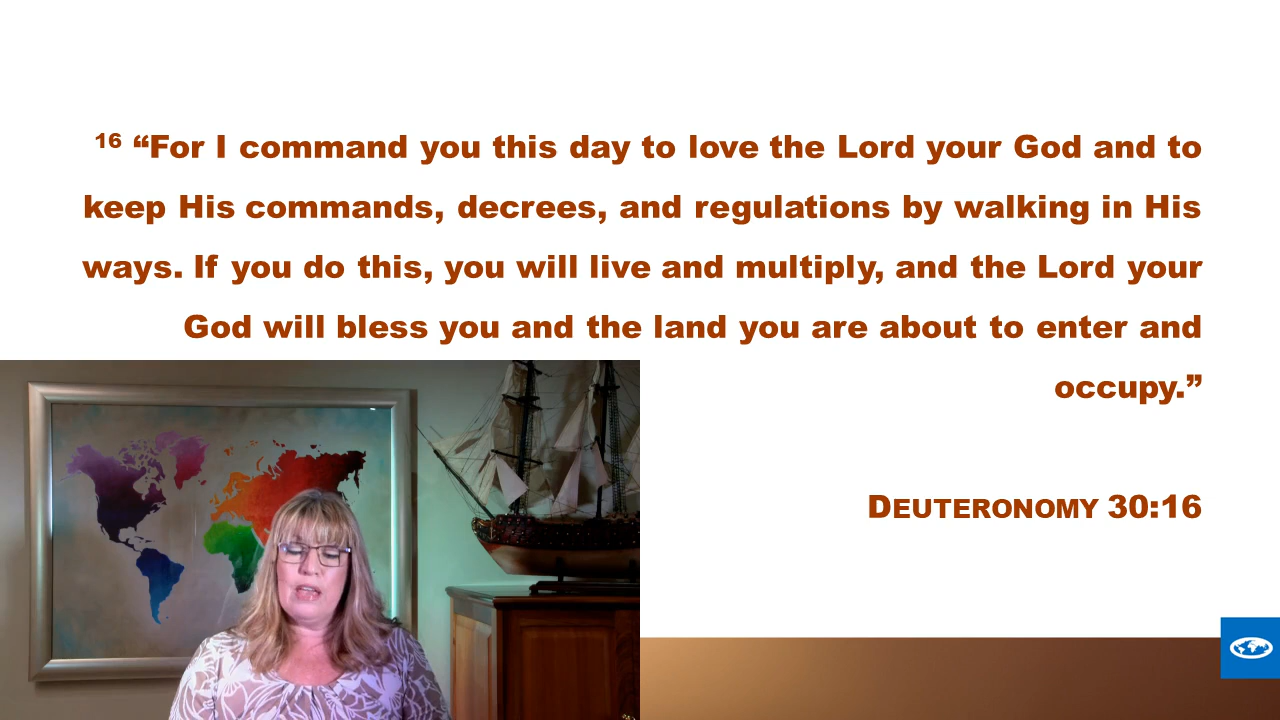 16 “For I command you this day to love the Lord your God and to
keep His commands, decrees, and regulations by walking in His
ways. If you do this, you will live and multiply, and the Lord your
God will bless you and the land you are about to enter and
occupy.”
DEUTERONOMY 30:16